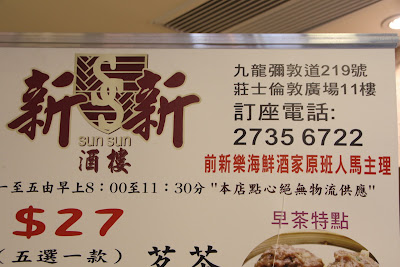 新 SS 新
sun sun
酒樓
九龍彌敦道219號
莊士倫敦廣場11樓
訂座電話:
2735 6722
前新樂海鮮酒家原班人馬主理
一至五由早上8：00至11：30分 "本店點心絕無物流供應"
$27
早茶特點
(五選一款)
茗茶